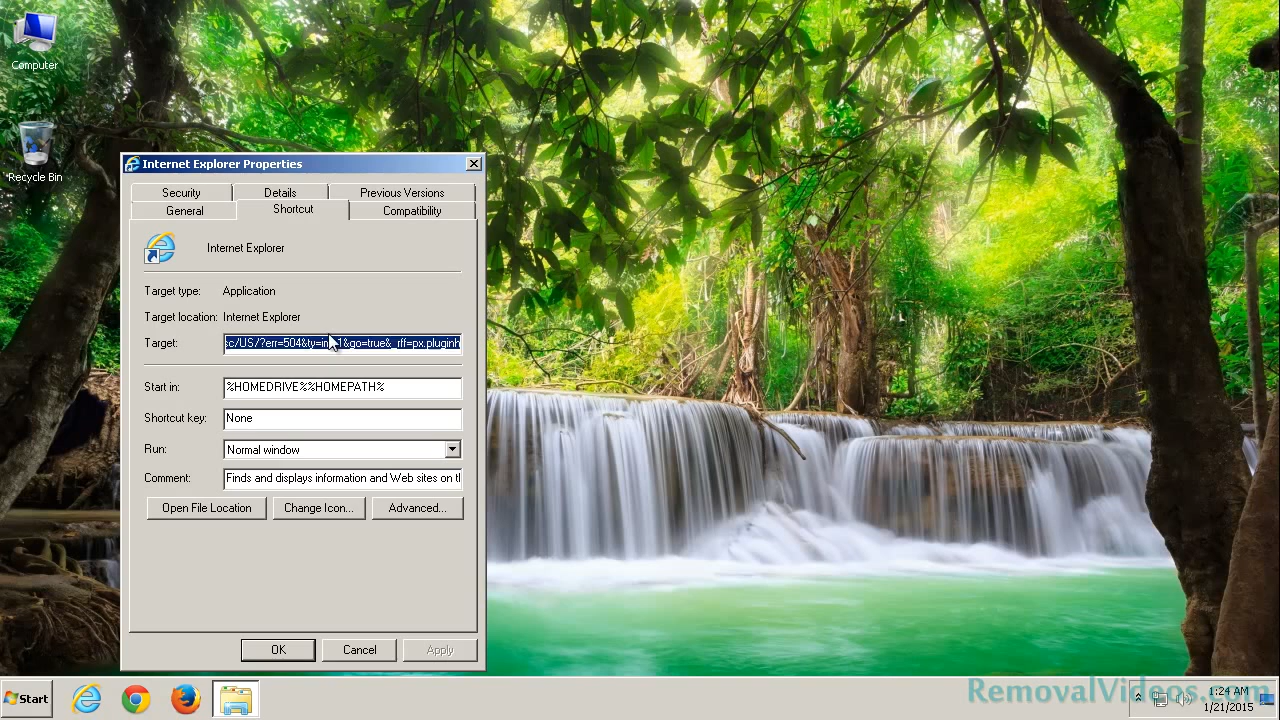 Computer
Recycle Bin
Internet Explorer Properties
Security Details Previous Versions
General Shortcut Compatibility
Internet Explorer
Target type: Application
Target location: Internet Explorer
Target: :c/US/?err=504&ty=in 1&go=true&_rff=px.pluginh
Start in: %HOMEDRIVE%%HOMEPATH%
Shortcut key: None
Run: Normal window
Comment: Finds and displays information and Web sites on th
Open File Location Change Icon... Advanced...
OK Cancel Apply
Start
RemovalVideos.com
1:24 AM
1/21/2015